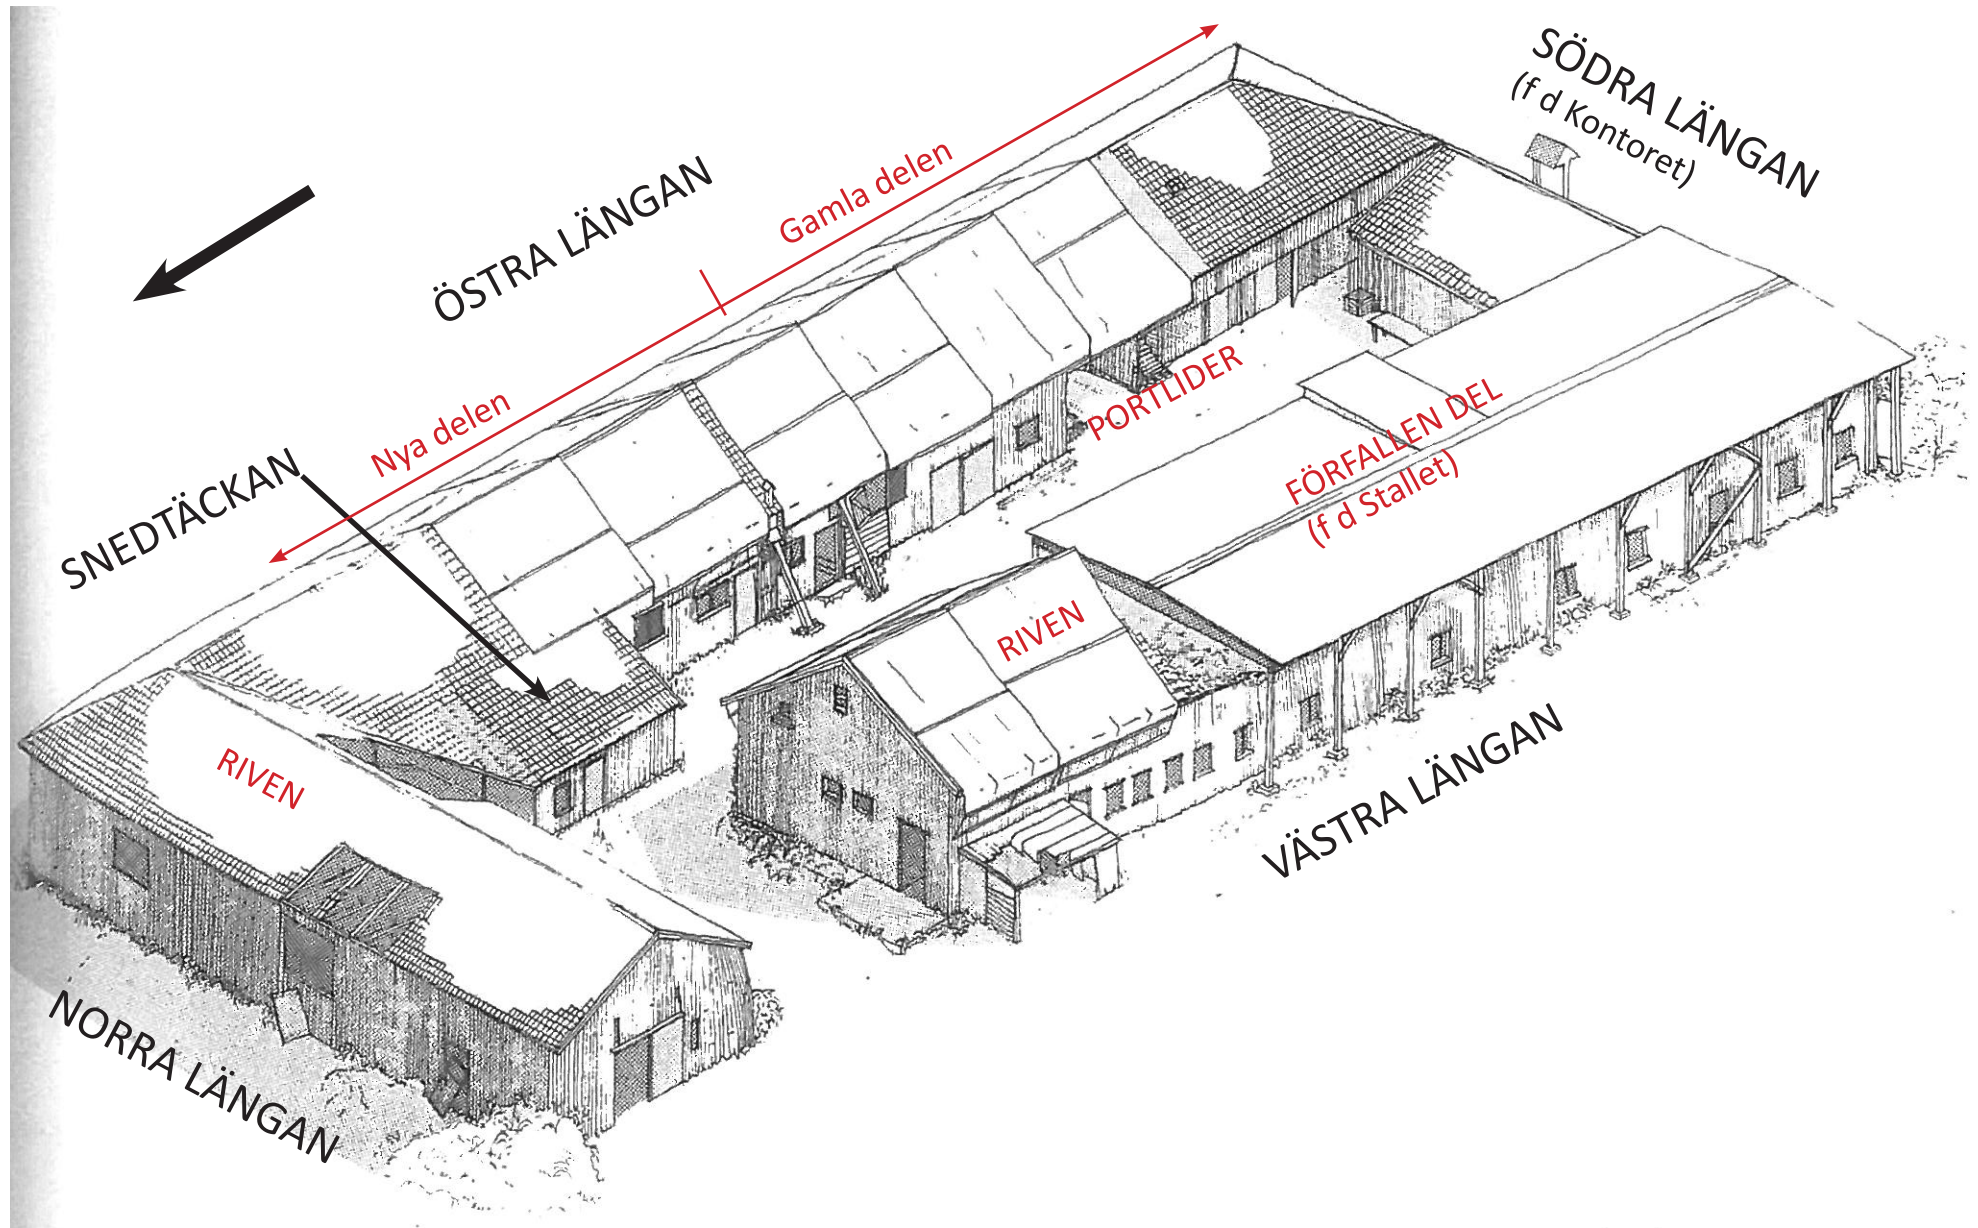 SÖDRA LÄNGAN
(f d Kontoret)
ÖSTRA LÄNGAN
Gamla delen
Nya delen
SNEDTÄCKAN
PORTLIDER
FÖRFALLEN DEL
(f d Stallet)
RIVEN
RIVEN
VÄSTRA LÄNGAN
NORRA LÄNGAN